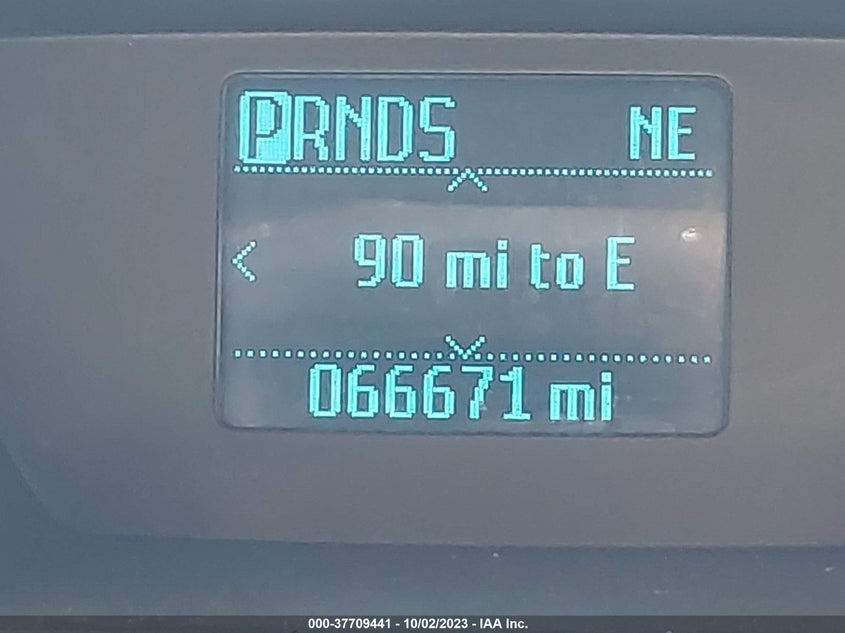 PRNDS NE
90 mi to E
066671 mi
000-37709441 - 10/02/2023 - IAA Inc.